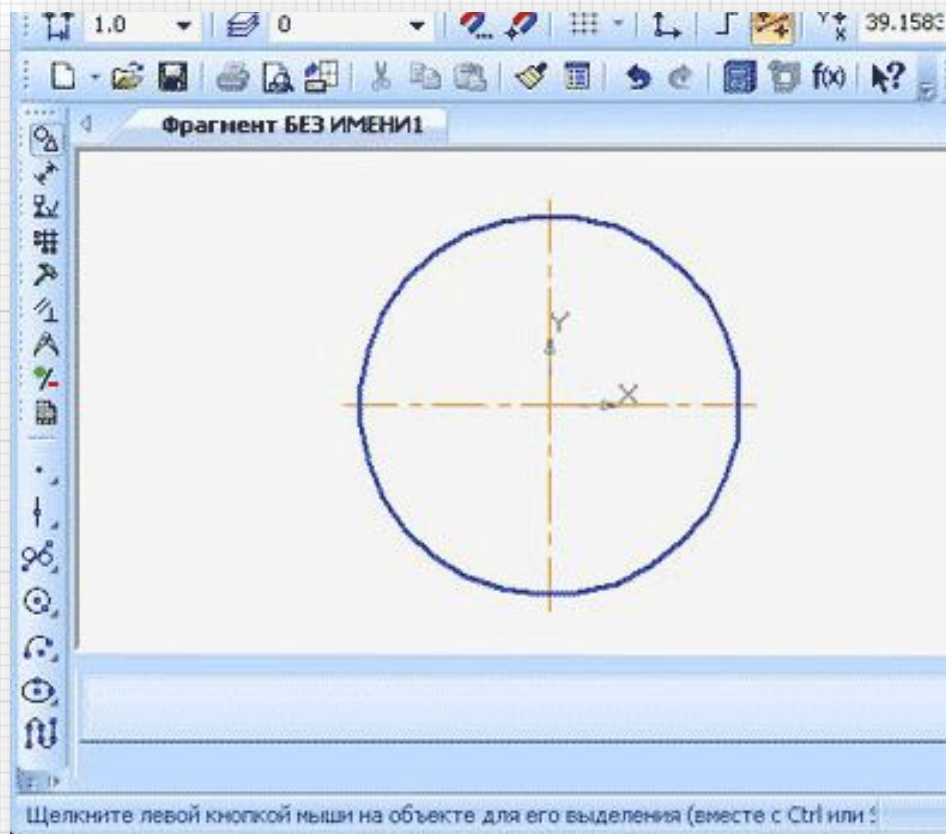 1.0 0 39.1583
f(x) ?
Фрагмент БЕЗ ИМЕНИ1
Y
X
Щелкните левой кнопкой мыши на объекте для его выделения (вместе с Ctrl или